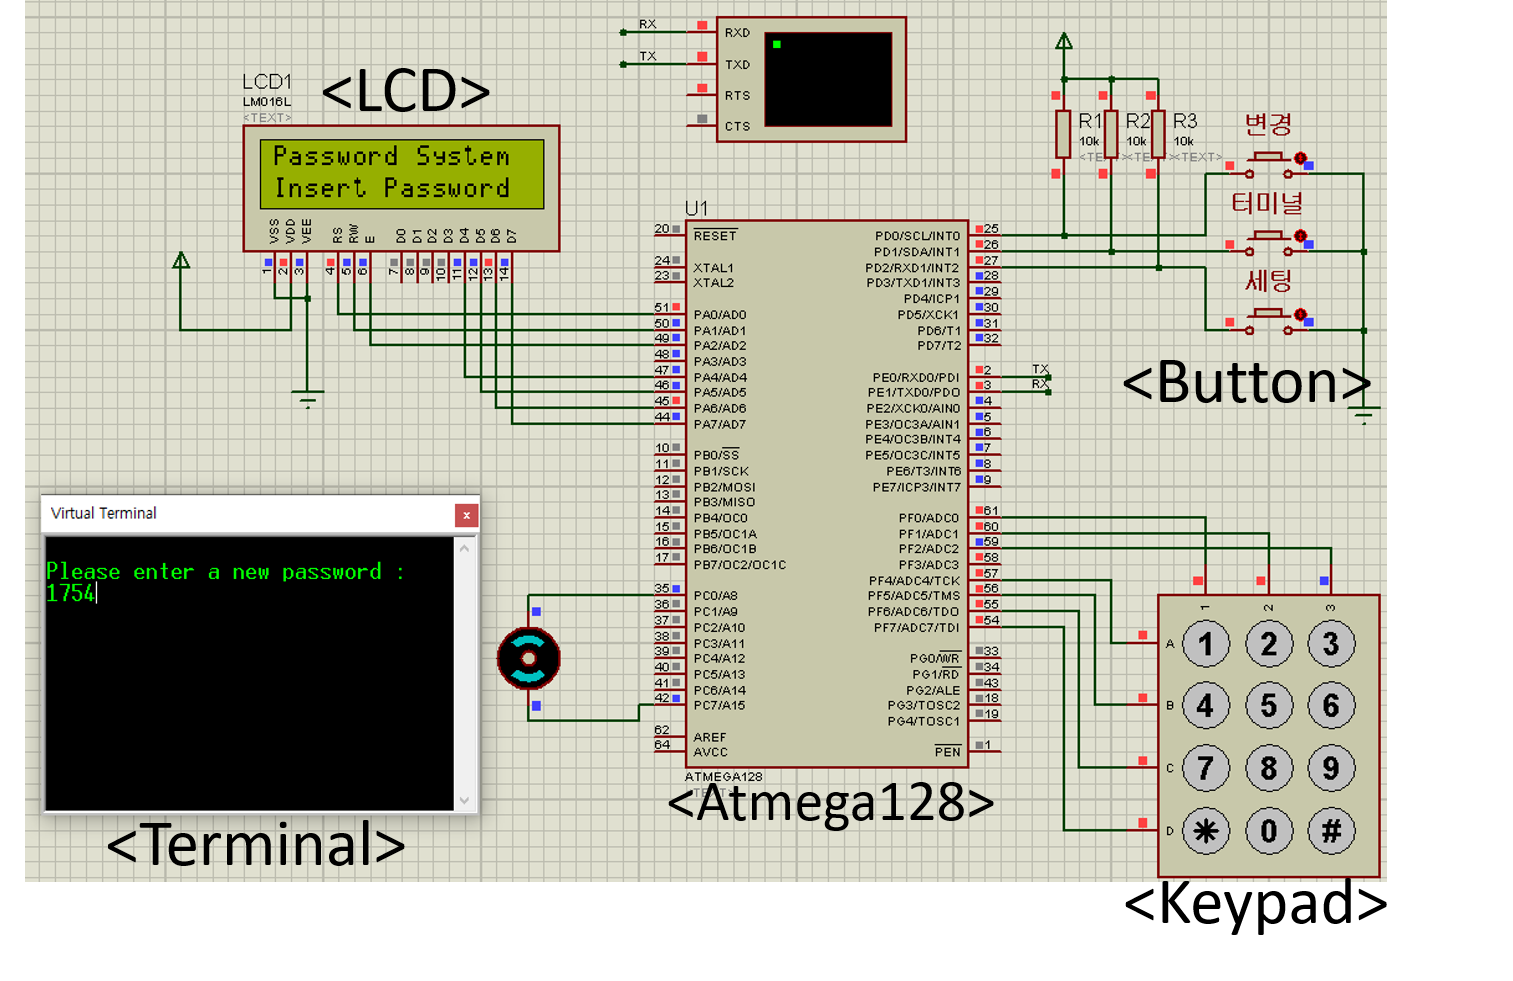 LCD1
LM016L
<TEXT>
<LCD>
Password System
Insert Password
VSS
VDD
VEE
RS
RW
E
D0
D1
D2
D3
D4
D5
D6
D7
1
2
3
4
5
6
7
8
9
10
11
12
13
14
RX
TX
RXD
TXD
RTS
CTS
R1
10k
R2
10k
R3
10k
<TEXT>
변경
터미널
세팅
<Button>
U1
20 RESET
24 XTAL1
23 XTAL2
51 PA0/AD0
50 PA1/AD1
49 PA2/AD2
48 PA3/AD3
47 PA4/AD4
46 PA5/AD5
45 PA6/AD6
44 PA7/AD7
10 PB0/SS
11 PB1/SCK
12 PB2/MOSI
13 PB3/MISO
14 PB4/OC0
15 PB5/OC1A
16 PB6/OC1B
17 PB7/OC2/OC1C
35 PC0/A8
36 PC1/A9
37 PC2/A10
38 PC3/A11
39 PC4/A12
40 PC5/A13
41 PC6/A14
42 PC7/A15
62 AREF
64 AVCC
PD0/SCL/INT0 25
PD1/SDA/INT1 26
PD2/RXD1/INT2 27
PD3/TXD1/INT3 28
PD4/ICP1 29
PD5/XCK1 30
PD6/T1 31
PD7/T2 32
PE0/RXD0/PDI 2 TX
PE1/TXD0/PDO 3 RX
PE2/XCK0/AIN0 4
PE3/OC3A/AIN1 5
PE4/OC3B/INT4 6
PE5/OC3C/INT5 7
PE6/T3/INT6 8
PE7/ICP3/INT7 9
PF0/ADC0 61
PF1/ADC1 60
PF2/ADC2 59
PF3/ADC3 58
PF4/ADC4/TCK 57
PF5/ADC5/TMS 56
PF6/ADC6/TDO 55
PF7/ADC7/TDI 54
PG0/WR 33
PG1/RD 34
PG2/ALE 43
PG3/TOSC2 18
PG4/TOSC1 19
PEN 1
ATMEGA128
<Atmega128>
Virtual Terminal
x
Please enter a new password :
1754
<Terminal>
1 2 3
A 1 2 3
B 4 5 6
C 7 8 9
D * 0 #
<Keypad>